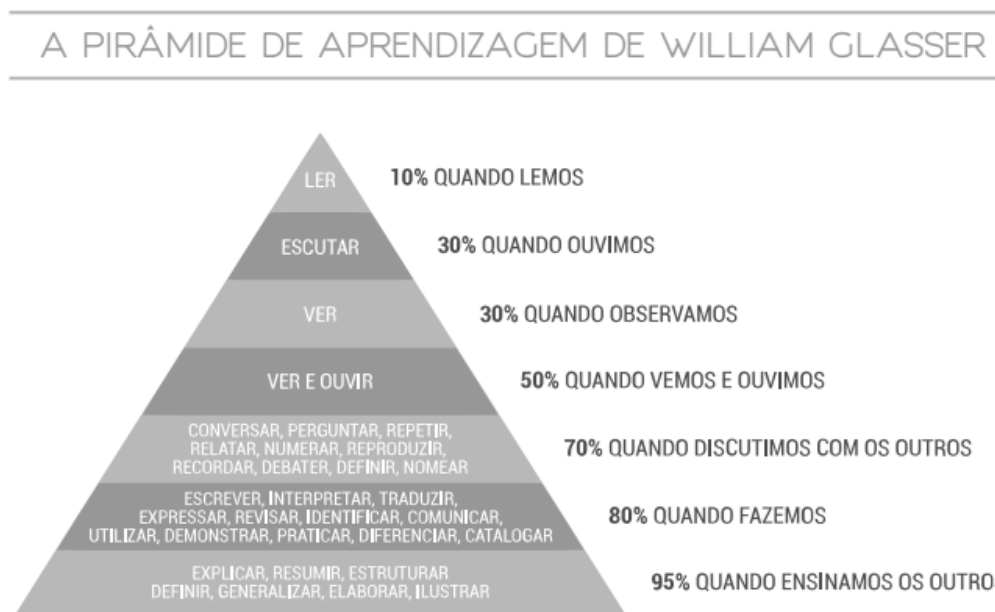 A PIRÂMIDE DE APRENDIZAGEM DE WILLIAM GLASSER
LER
10% QUANDO LEMOS
ESCUTAR
30% QUANDO OUVIMOS
VER
30% QUANDO OBSERVAMOS
VER E OUVIR
50% QUANDO VEMOS E OUVIMOS
CONVERSAR, PERGUNTAR, REPETIR,
RELATAR, NUMERAR, REPRODUZIR,
RECORDAR, DEBATER, DEFINIR, NOMEAR
70% QUANDO DISCUTIMOS COM OS OUTROS
ESCREVER, INTERPRETAR, TRADUZIR,
EXPRESSAR, REVISAR, IDENTIFICAR, COMUNICAR,
UTILIZAR, DEMONSTRAR, PRATICAR, DIFERENCIAR, CATALOGAR
80% QUANDO FAZEMOS
EXPLICAR, RESUMIR, ESTRUTURAR
DEFINIR, GENERALIZAR, ELABORAR, ILUSTRAR
95% QUANDO ENSINAMOS OS OUTRO